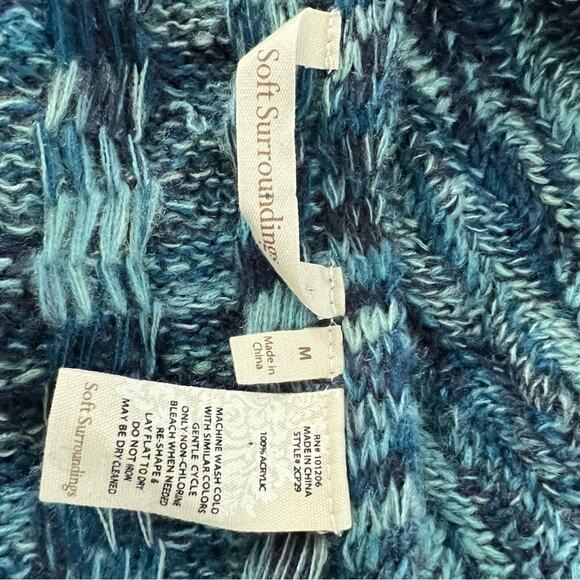 Soft Surroundings
M
Made in
China
RN# 101206
MADE IN CHINA
STYLE# 2CP29
100% ACRYLIC
MACHINE WASH COLD
WITH SIMILAR COLORS
GENTLE CYCLE
ONLY NON-CHLORINE
BLEACH WHEN NEEDED
RE-SHAPE &
LAY FLAT TO DRY
DO NOT IRON
MAY BE DRY CLEANED
Soft Surroundings